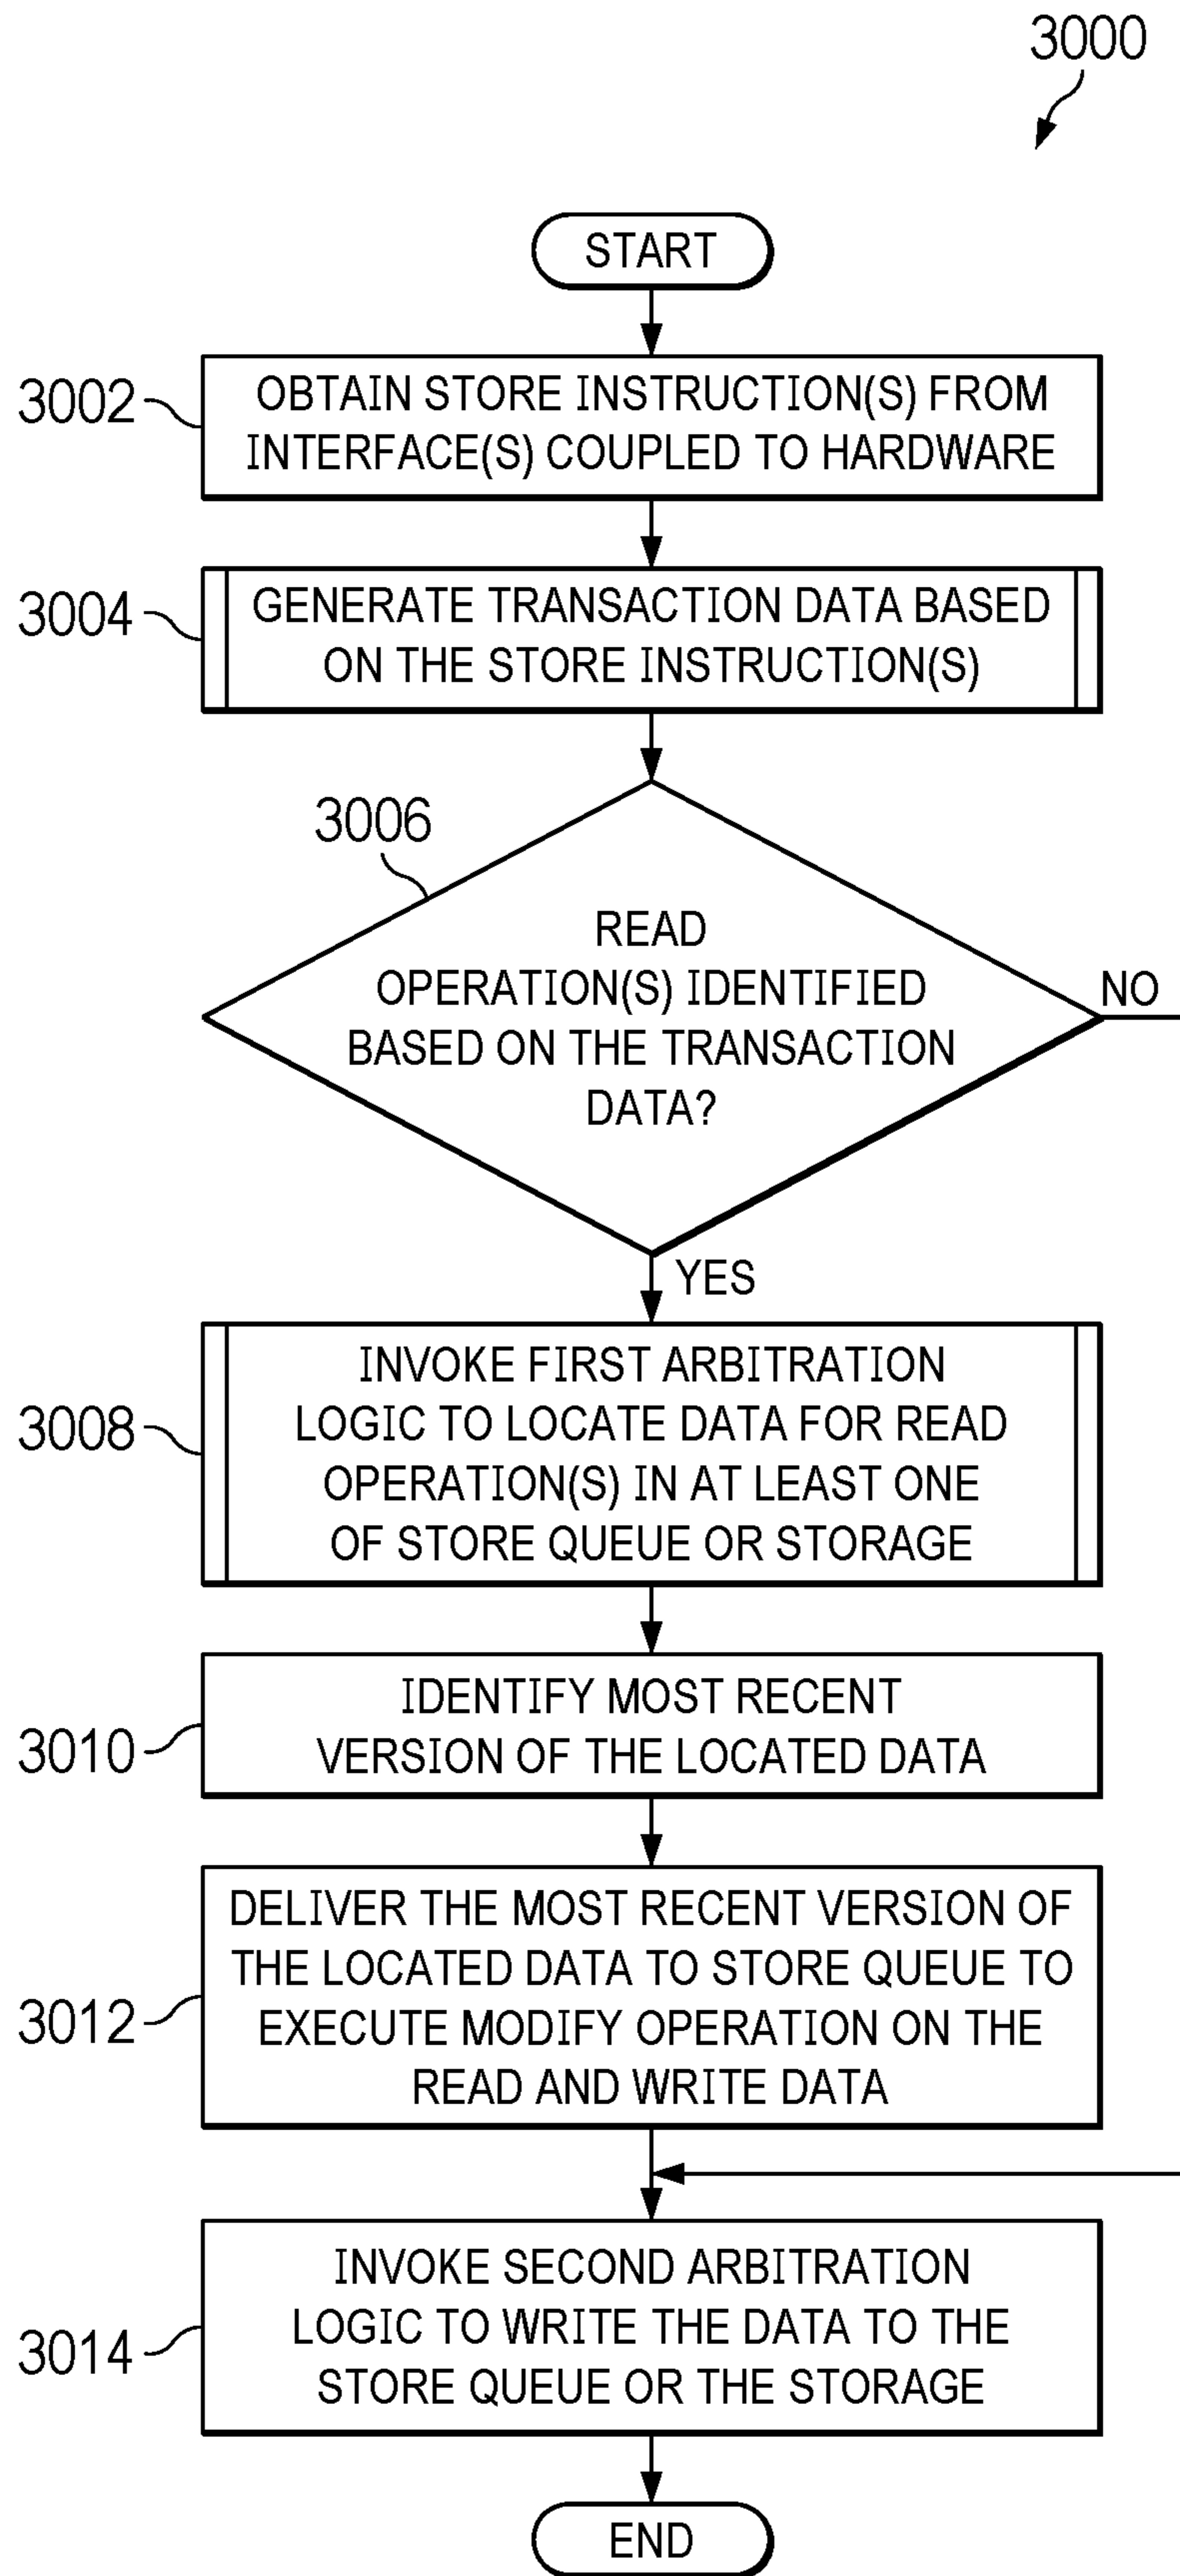 3000
START
3002
OBTAIN STORE INSTRUCTION(S) FROM
INTERFACE(S) COUPLED TO HARDWARE
3004
GENERATE TRANSACTION DATA BASED
ON THE STORE INSTRUCTION(S)
3006
READ
OPERATION(S) IDENTIFIED
BASED ON THE TRANSACTION
DATA?
NO
YES
3008
INVOKE FIRST ARBITRATION
LOGIC TO LOCATE DATA FOR READ
OPERATION(S) IN AT LEAST ONE
OF STORE QUEUE OR STORAGE
3010
IDENTIFY MOST RECENT
VERSION OF THE LOCATED DATA
3012
DELIVER THE MOST RECENT VERSION OF
THE LOCATED DATA TO STORE QUEUE TO
EXECUTE MODIFY OPERATION ON THE
READ AND WRITE DATA
3014
INVOKE SECOND ARBITRATION
LOGIC TO WRITE THE DATA TO THE
STORE QUEUE OR THE STORAGE
END